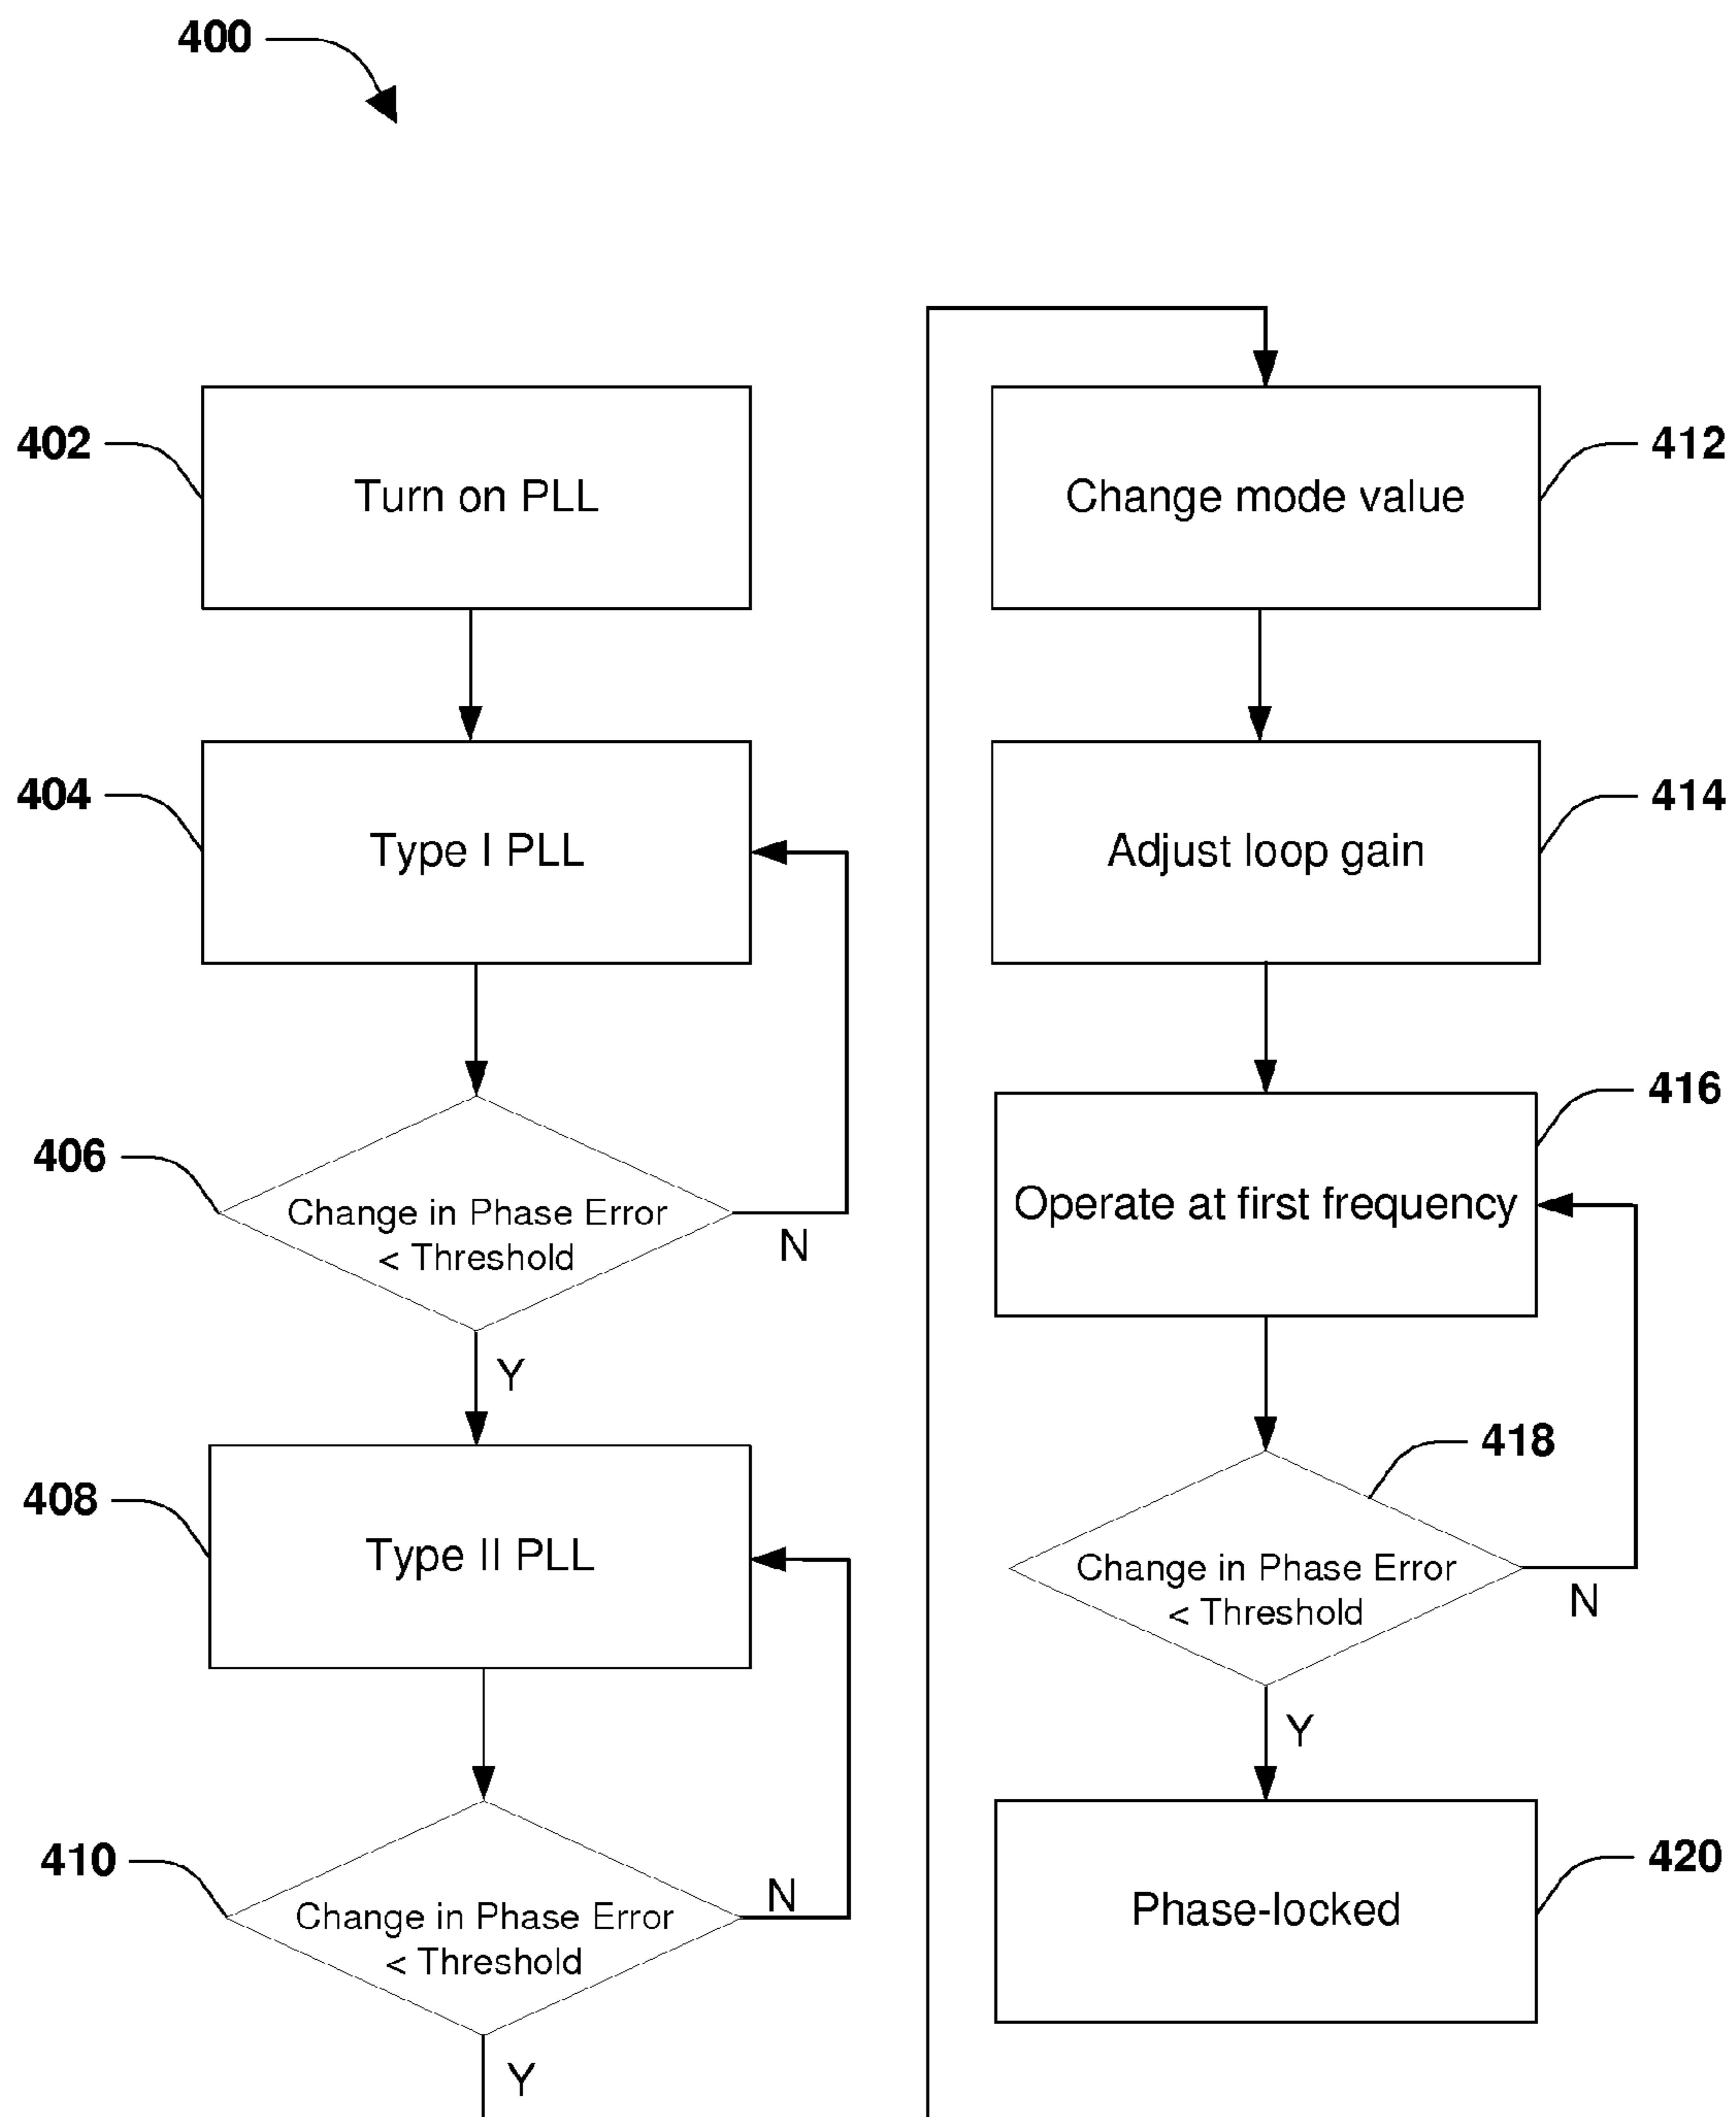 400
402
Turn on PLL
404
Type I PLL
406
Change in Phase Error
< Threshold
N
Y
408
Type II PLL
410
Change in Phase Error
< Threshold
N
Y
412
Change mode value
414
Adjust loop gain
416
Operate at first frequency
418
Change in Phase Error
< Threshold
N
Y
420
Phase-locked